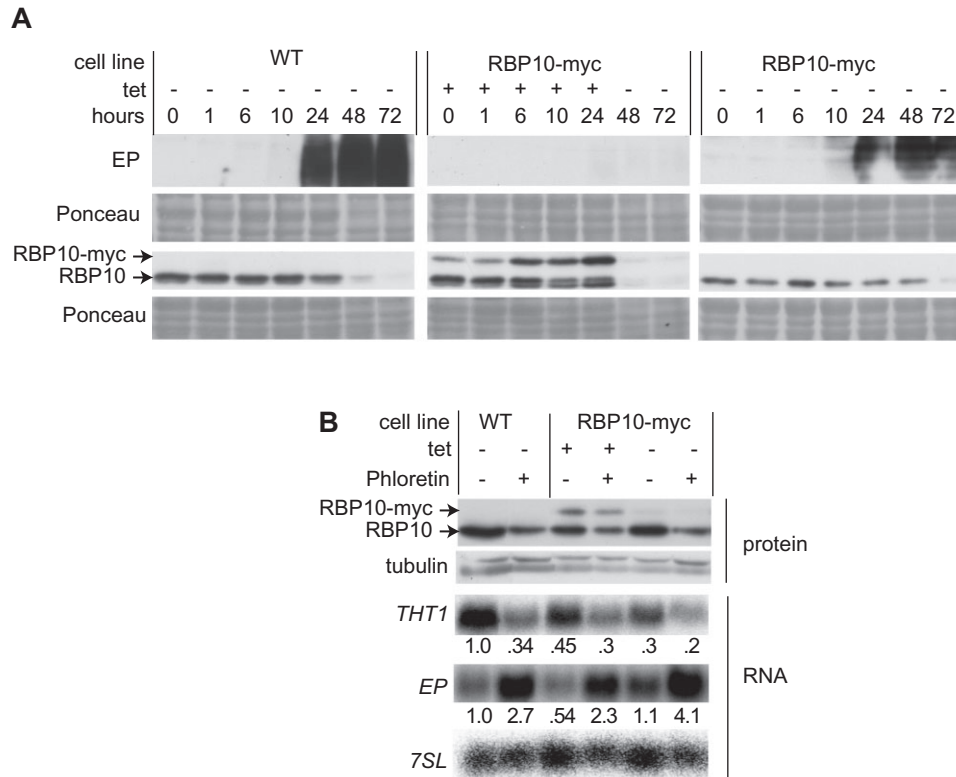 A
cell line WT RBP10-myc RBP10-myc
tet - - - - - - - + + + + + - - - - - - - - -
hours 0 1 6 10 24 48 72 0 1 6 10 24 48 72 0 1 6 10 24 48 72
EP
Ponceau
RBP10-myc
RBP10
Ponceau
B cell line WT RBP10-myc
tet - - + + - -
Phloretin - + - + - +
RBP10-myc
RBP10
protein
tubulin
THT1
1.0 .34 .45 .3 .3 .2
RNA
EP
1.0 2.7 .54 2.3 1.1 4.1
7SL